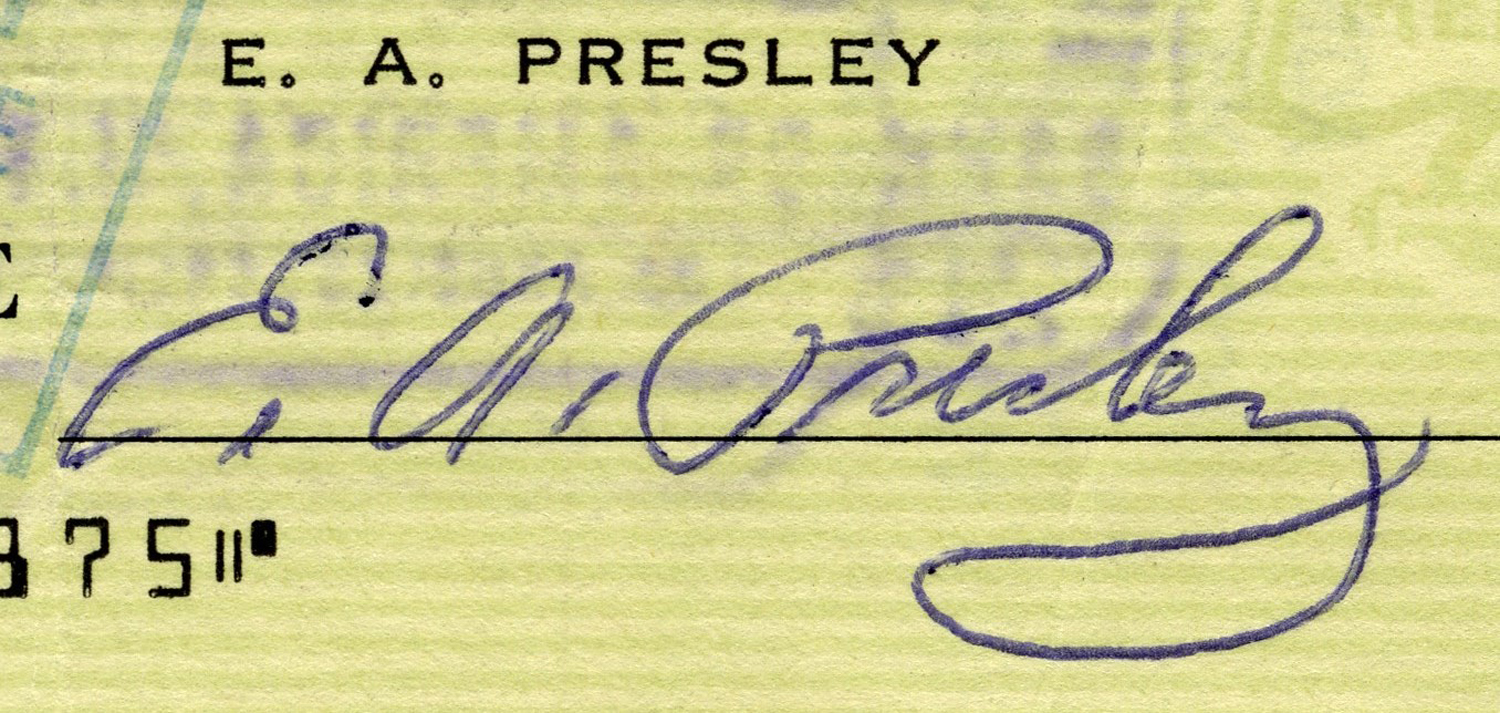 E. A. PRESLEY
E. A. Presley
375⑈